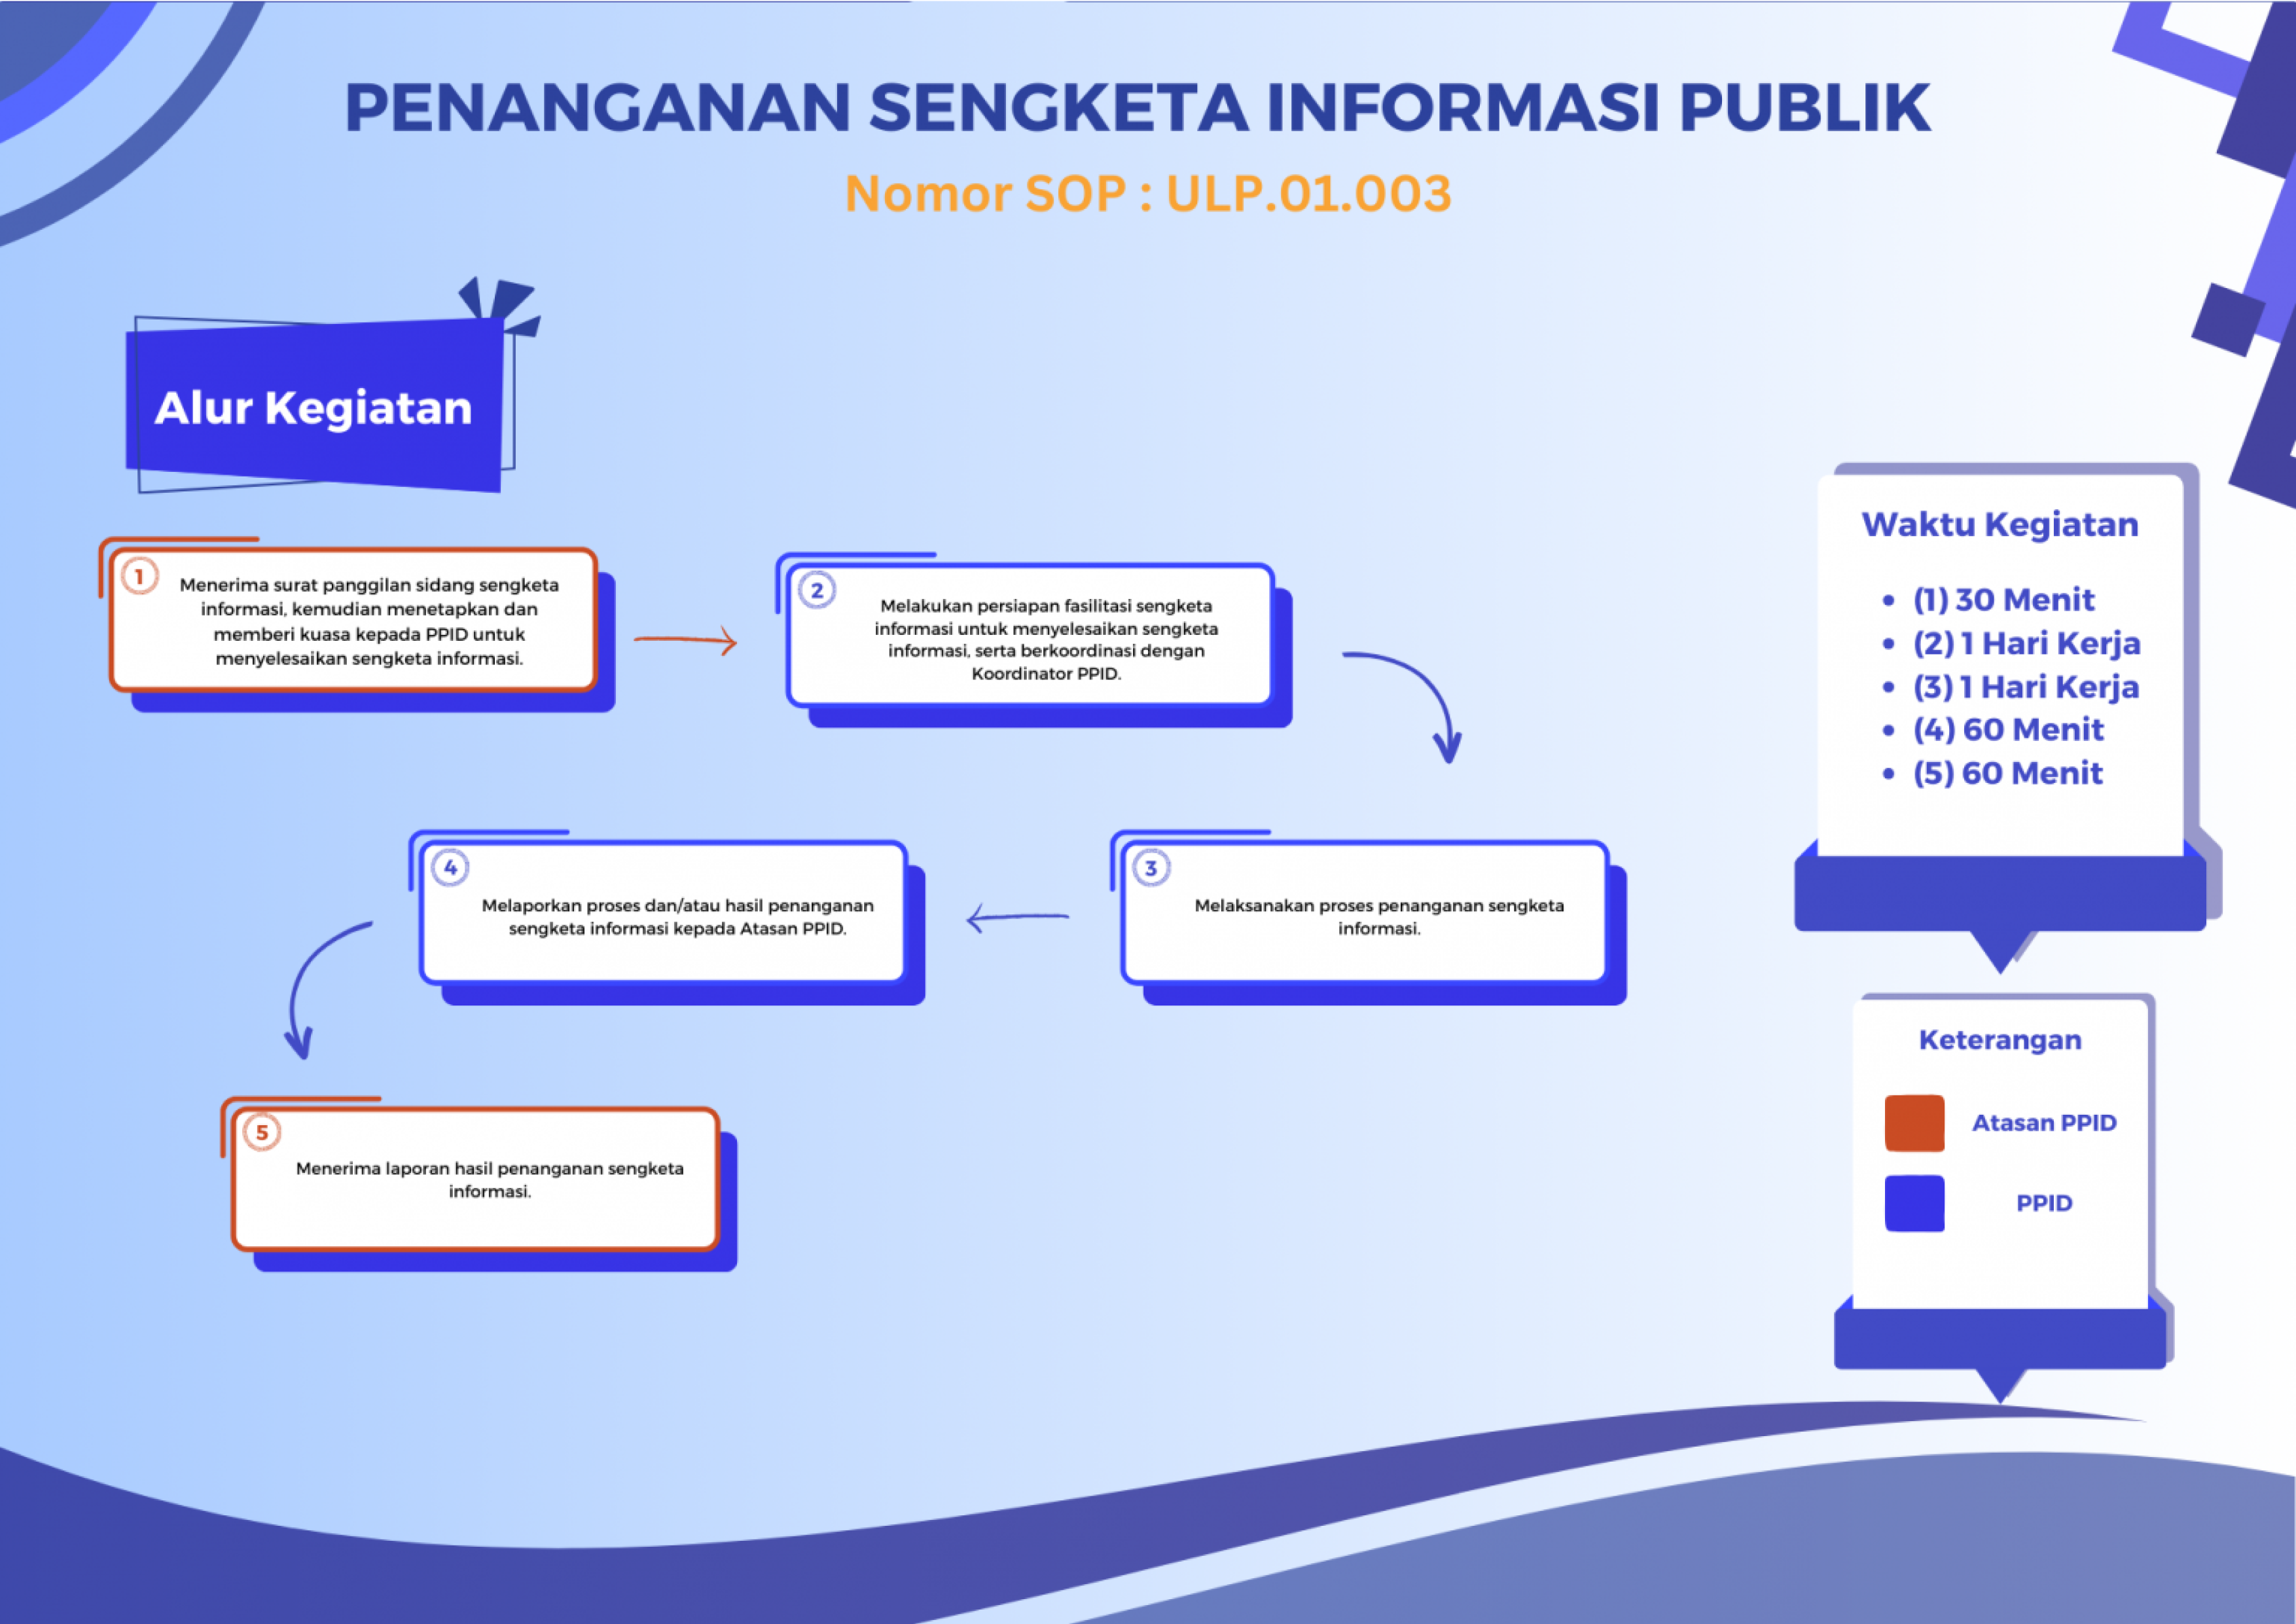 PENANGANAN SENGKETA INFORMASI PUBLIK
Nomor SOP : ULP.01.003
Alur Kegiatan
1
Menerima surat panggilan sidang sengketa
informasi, kemudian menetapkan dan
memberi kuasa kepada PPID untuk
menyelesaikan sengketa informasi.
2
Melakukan persiapan fasilitasi sengketa
informasi untuk menyelesaikan sengketa
informasi, serta berkoordinasi dengan
Koordinator PPID.
3
Melaksanakan proses penanganan sengketa
informasi.
4
Melaporkan proses dan/atau hasil penanganan
sengketa informasi kepada Atasan PPID.
5
Menerima laporan hasil penanganan sengketa
informasi.
Waktu Kegiatan
• (1) 30 Menit
• (2) 1 Hari Kerja
• (3) 1 Hari Kerja
• (4) 60 Menit
• (5) 60 Menit
Keterangan
Atasan PPID
PPID